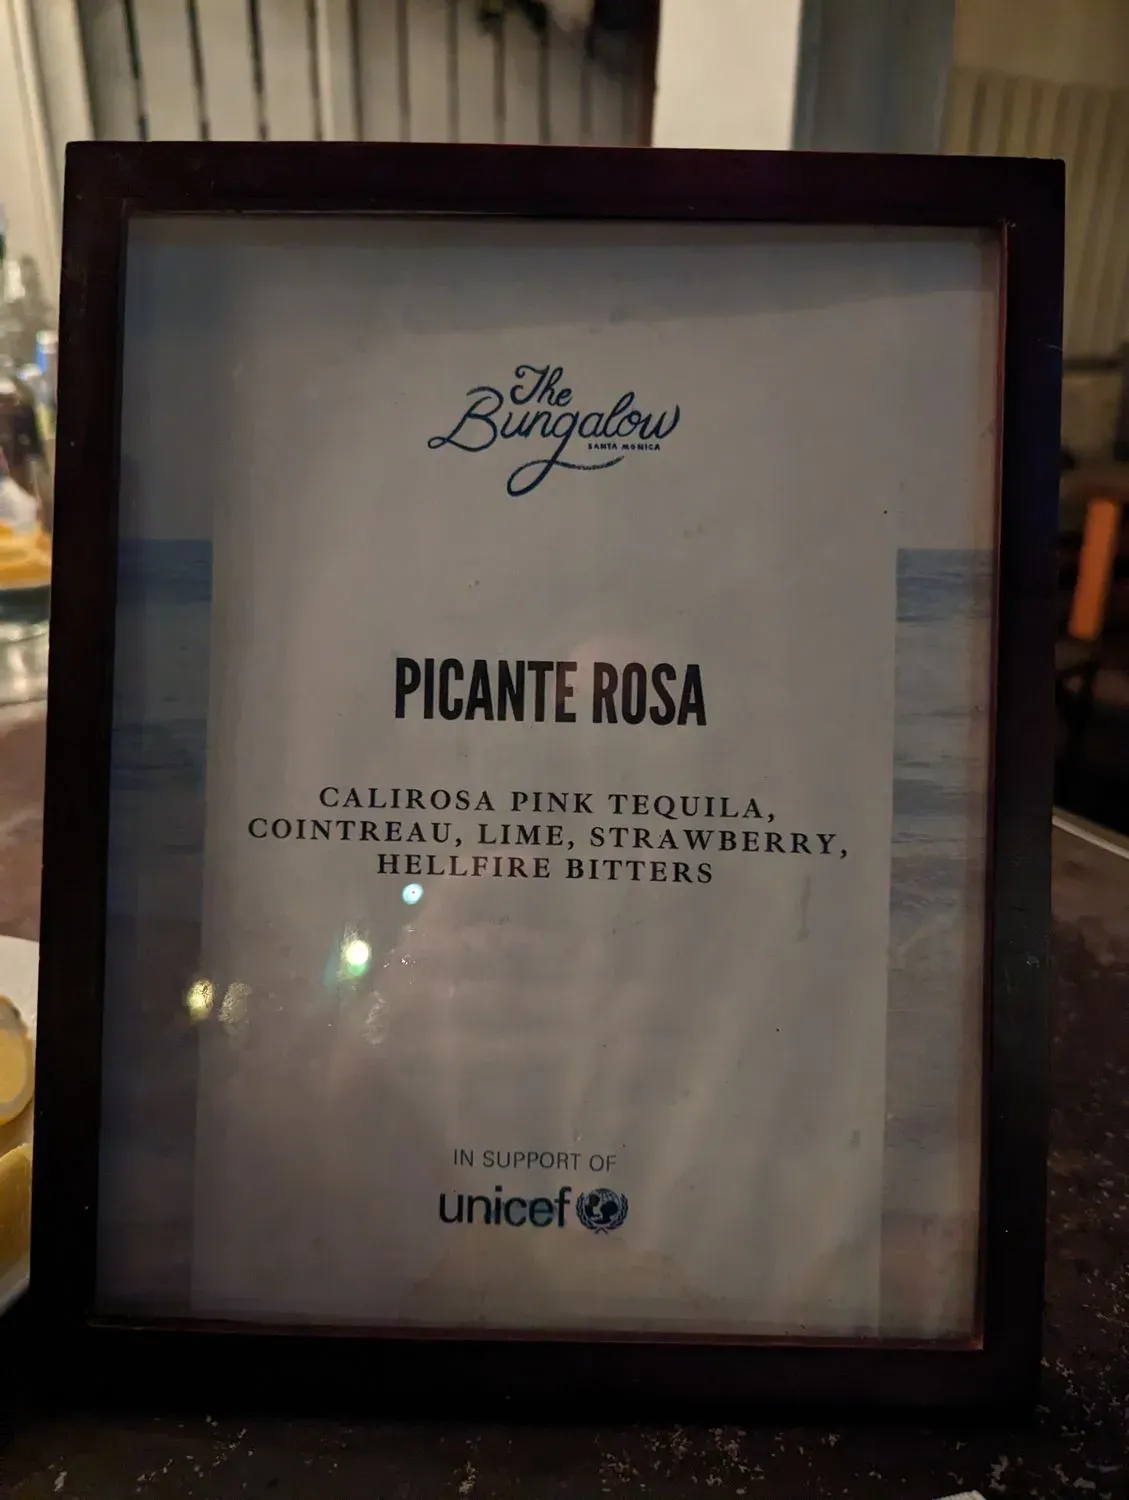 The
Bungalow
SANTA MONICA
PICANTE ROSA
CALIROSA PINK TEQUILA,
COINTREAU, LIME, STRAWBERRY,
HELLFIRE BITTERS
IN SUPPORT OF
unicef